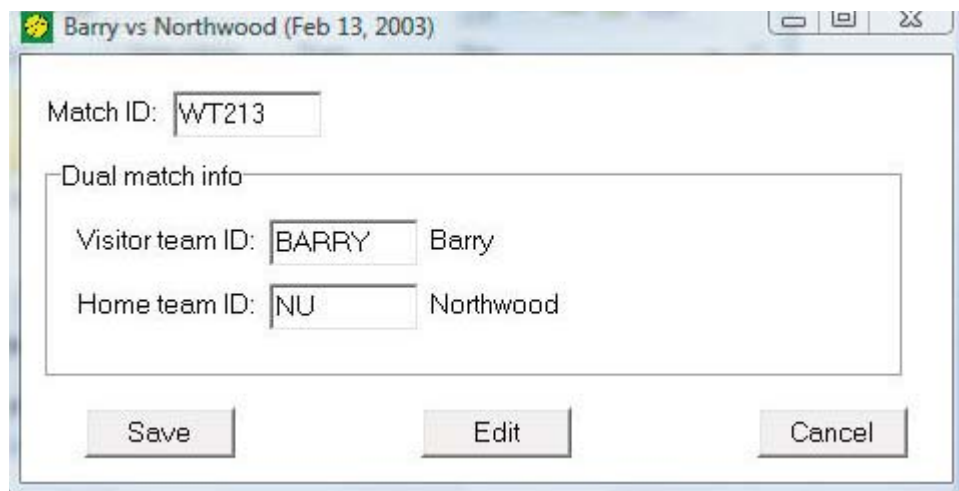 Barry vs Northwood (Feb 13, 2003)
Match ID: WT213
Dual match info
Visitor team ID: BARRY Barry
Home team ID: NU Northwood
Save Edit Cancel